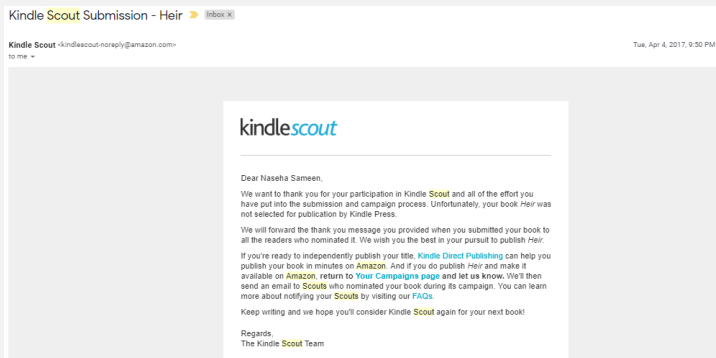 Kindle Scout Submission - Heir Inbox x
Kindle Scout <kindlescout-noreply@amazon.com> Tue, Apr 4, 2017, 9:50 PM
to me
kindlescout
Dear Naseha Sameen,
We want to thank you for your participation in Kindle Scout and all of the effort you
have put into the submission and campaign process. Unfortunately, your book Heir was
not selected for publication by Kindle Press.
We will forward the thank you message you provided when you submitted your book to
all the readers who nominated it. We wish you the best in your pursuit to publish Heir.
If you're ready to independently publish your title, Kindle Direct Publishing can help you
publish your book in minutes on Amazon. And if you do publish Heir and make it
available on Amazon, return to Your Campaigns page and let us know. We'll then
send an email to Scouts who nominated your book during its campaign. You can learn
more about notifying your Scouts by visiting our FAQs.
Keep writing and we hope you'll consider Kindle Scout again for your next book!
Regards,
The Kindle Scout Team